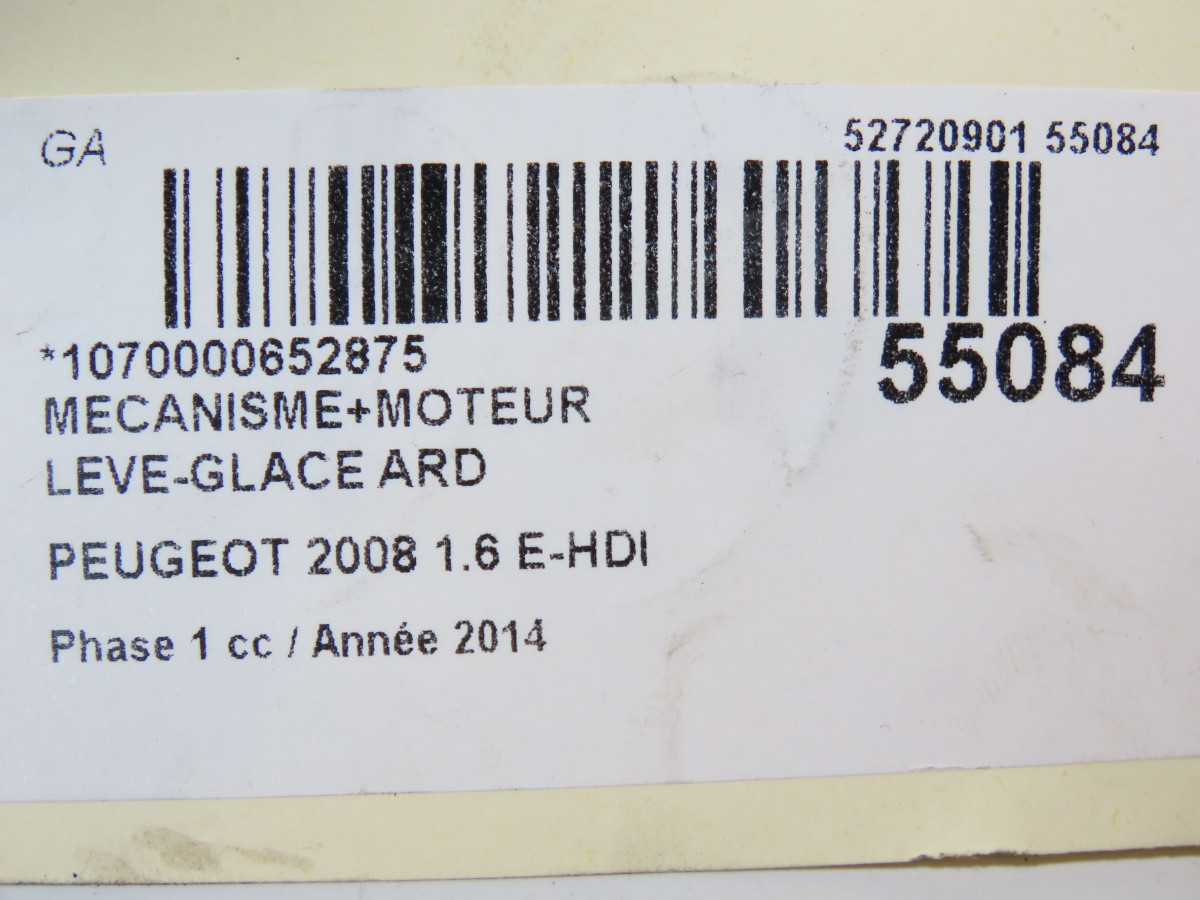 GA
52720901 55084
*1070000652875
55084
MECANISME+MOTEUR
LEVE-GLACE ARD
PEUGEOT 2008 1.6 E-HDI
Phase 1 cc / Année 2014